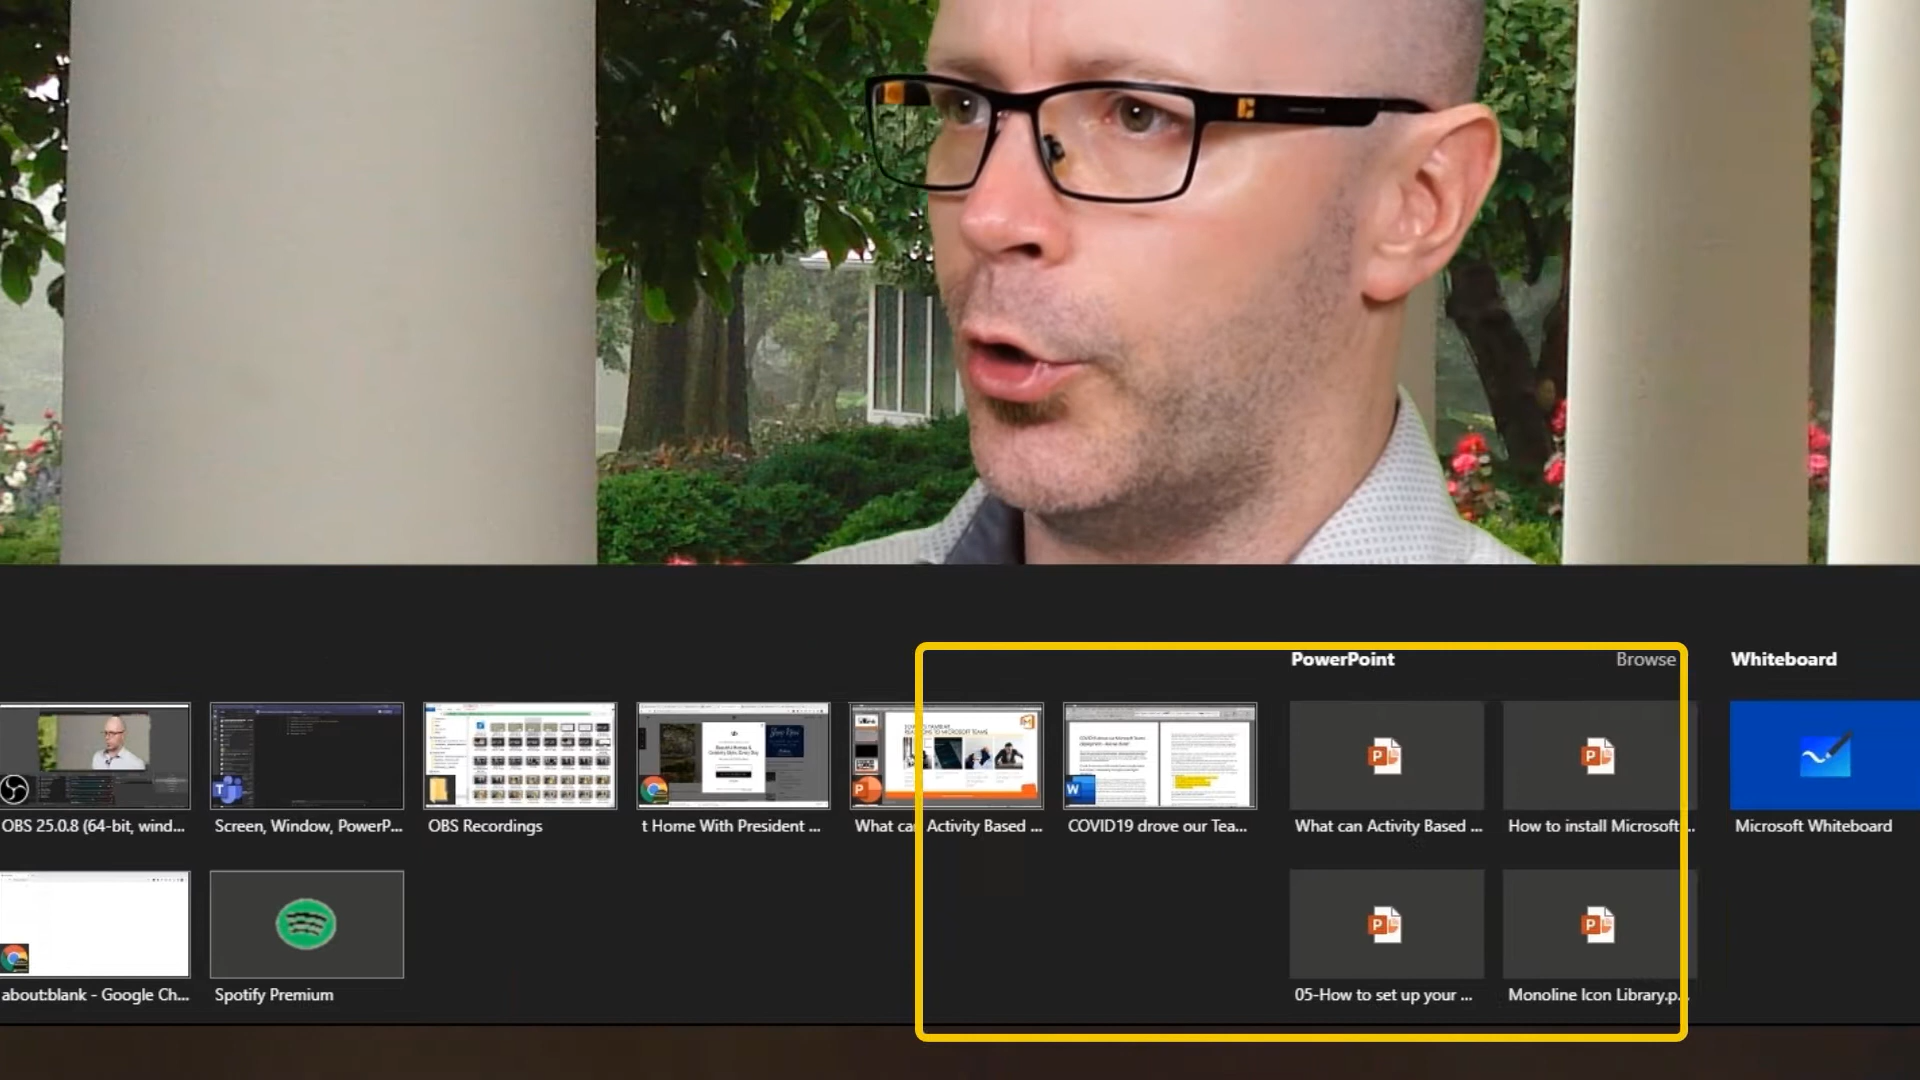 PowerPoint Browse Whiteboard
OBS 25.0.8 (64-bit, wind... Screen, Window, PowerP... OBS Recordings t Home With President ... What can Activity Based ... COVID19 drove our Tea... What can Activity Based ... How to install Microsoft... Microsoft Whiteboard
about:blank - Google Ch... Spotify Premium 05-How to set up your ... Monoline Icon Library.p...